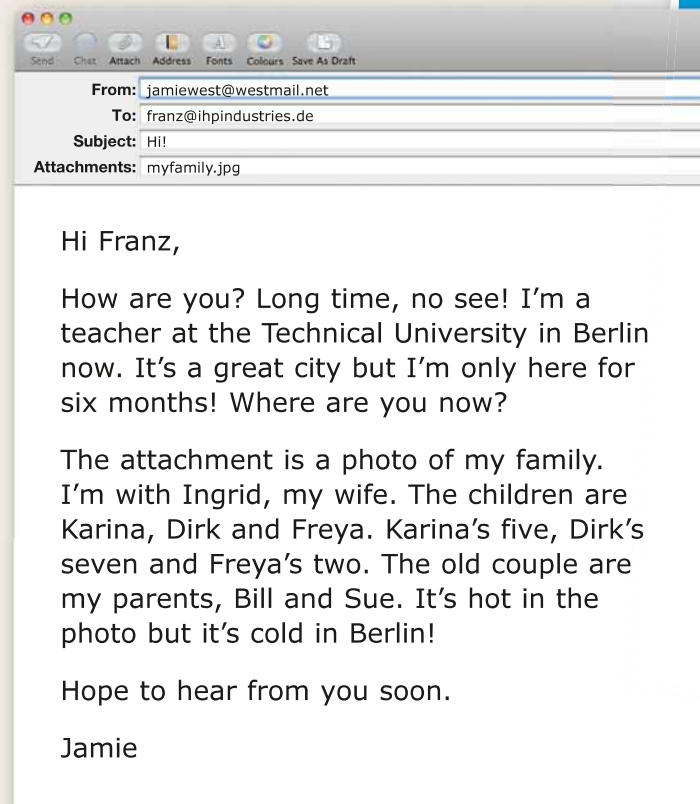 Send Chat Attach Address Fonts Colours Save As Draft
From: jamiewest@westmail.net
To: franz@ihpindustries.de
Subject: Hi!
Attachments: myfamily.jpg
Hi Franz,
How are you? Long time, no see! I’m a
teacher at the Technical University in Berlin
now. It’s a great city but I’m only here for
six months! Where are you now?
The attachment is a photo of my family.
I’m with Ingrid, my wife. The children are
Karina, Dirk and Freya. Karina’s five, Dirk’s
seven and Freya’s two. The old couple are
my parents, Bill and Sue. It’s hot in the
photo but it’s cold in Berlin!
Hope to hear from you soon.
Jamie